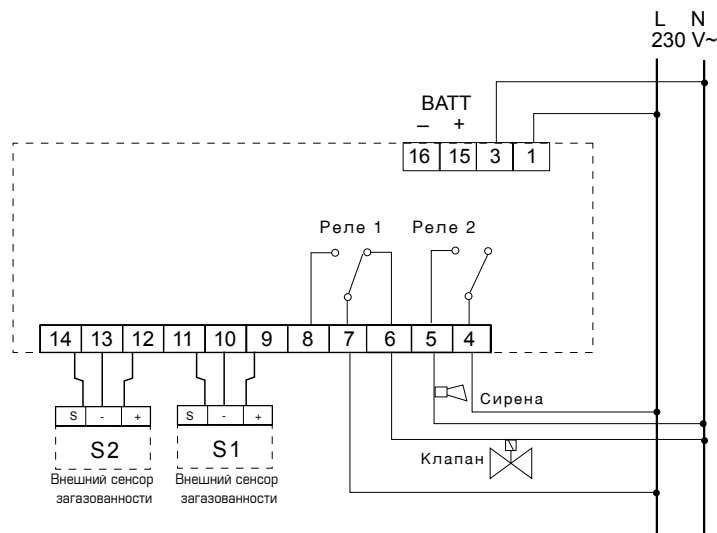 L N
230 V~
BATT
– +
16 15 3 1
Реле 1 Реле 2
14 13 12 11 10 9 8 7 6 5 4
S - + S - +
Сирена
S2 S1
Клапан
Внешний сенсор
загазованности
Внешний сенсор
загазованности